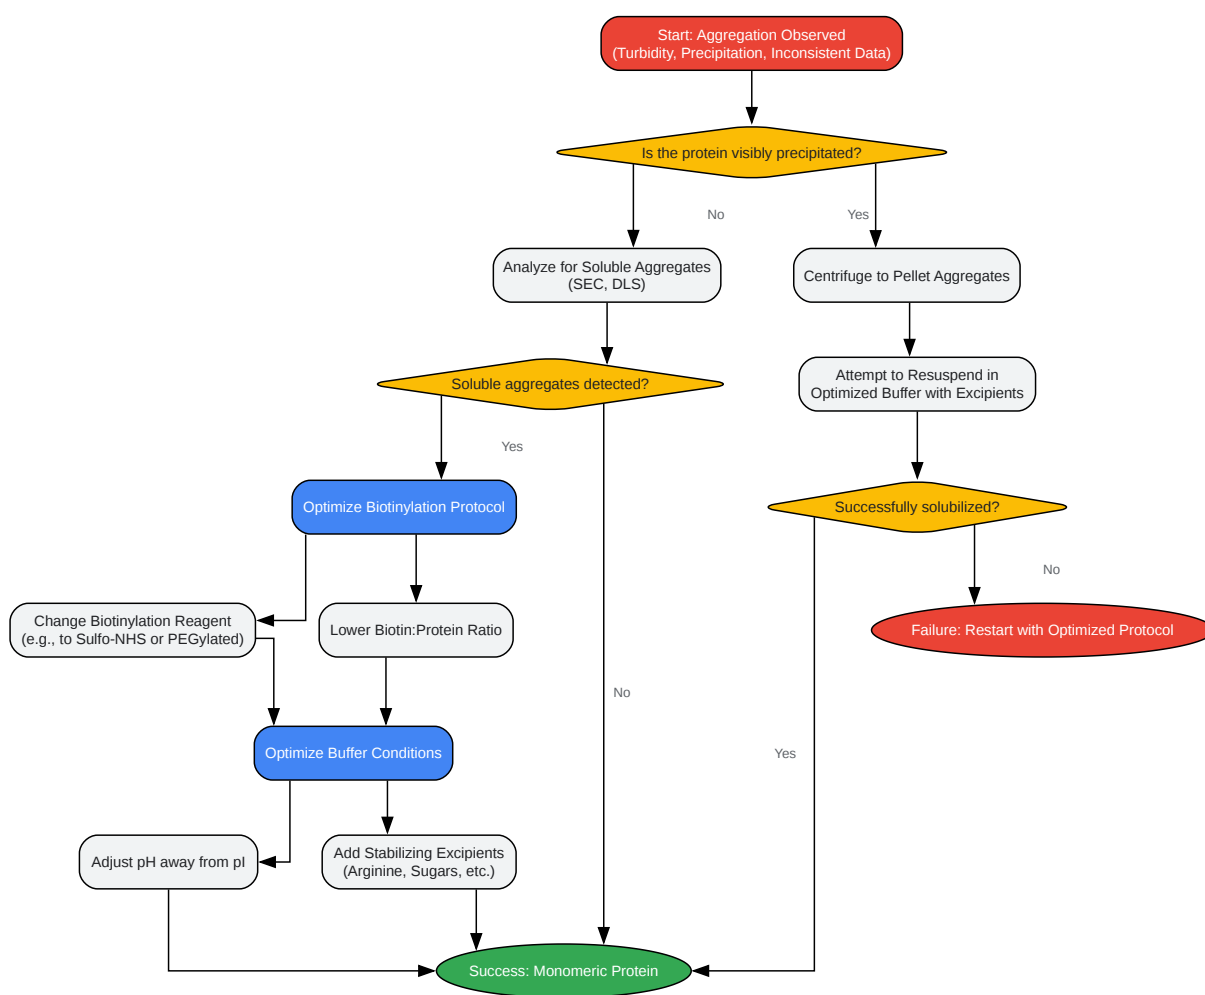 Start: Aggregation Observed
(Turbidity, Precipitation, Inconsistent Data)
Is the protein visibly precipitated?
No
Yes
Analyze for Soluble Aggregates
(SEC, DLS)
Centrifuge to Pellet Aggregates
Soluble aggregates detected?
Attempt to Resuspend in
Optimized Buffer with Excipients
Yes
Optimize Biotinylation Protocol
Successfully solubilized?
No
Change Biotinylation Reagent
(e.g., to Sulfo-NHS or PEGylated)
Lower Biotin:Protein Ratio
Failure: Restart with Optimized Protocol
No
Optimize Buffer Conditions
Yes
Adjust pH away from pI
Add Stabilizing Excipients
(Arginine, Sugars, etc.)
Success: Monomeric Protein